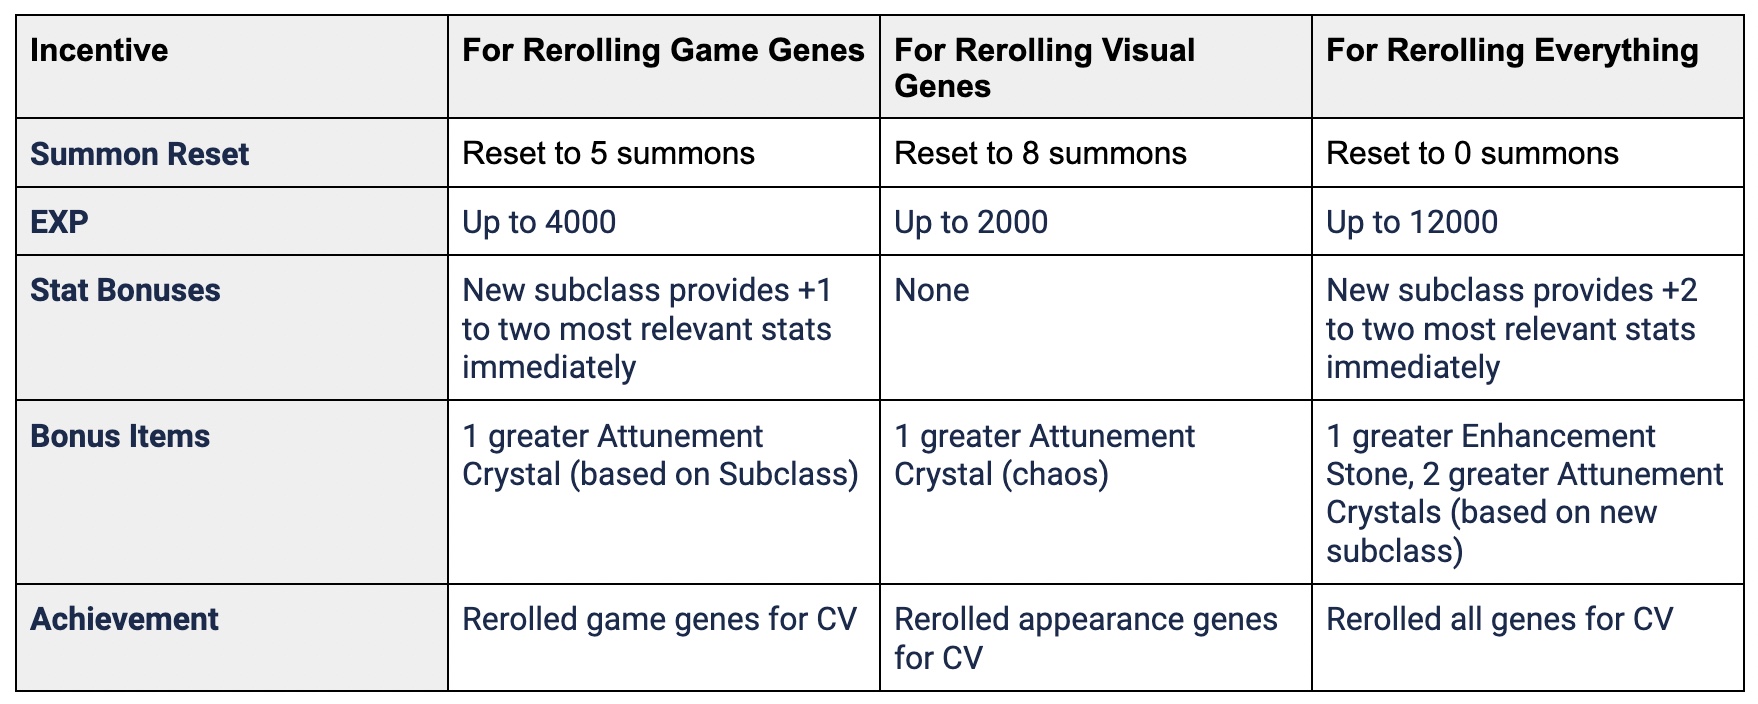 Incentive
For Rerolling Game Genes
For Rerolling Visual
Genes
For Rerolling Everything
Summon Reset
Reset to 5 summons
Reset to 8 summons
Reset to 0 summons
EXP
Up to 4000
Up to 2000
Up to 12000
Stat Bonuses
New subclass provides +1
to two most relevant stats
immediately
None
New subclass provides +2
to two most relevant stats
immediately
Bonus Items
1 greater Attunement
Crystal (based on Subclass)
1 greater Attunement
Crystal (chaos)
1 greater Enhancement
Stone, 2 greater Attunement
Crystals (based on new
subclass)
Achievement
Rerolled game genes for CV
Rerolled appearance genes
for CV
Rerolled all genes for CV